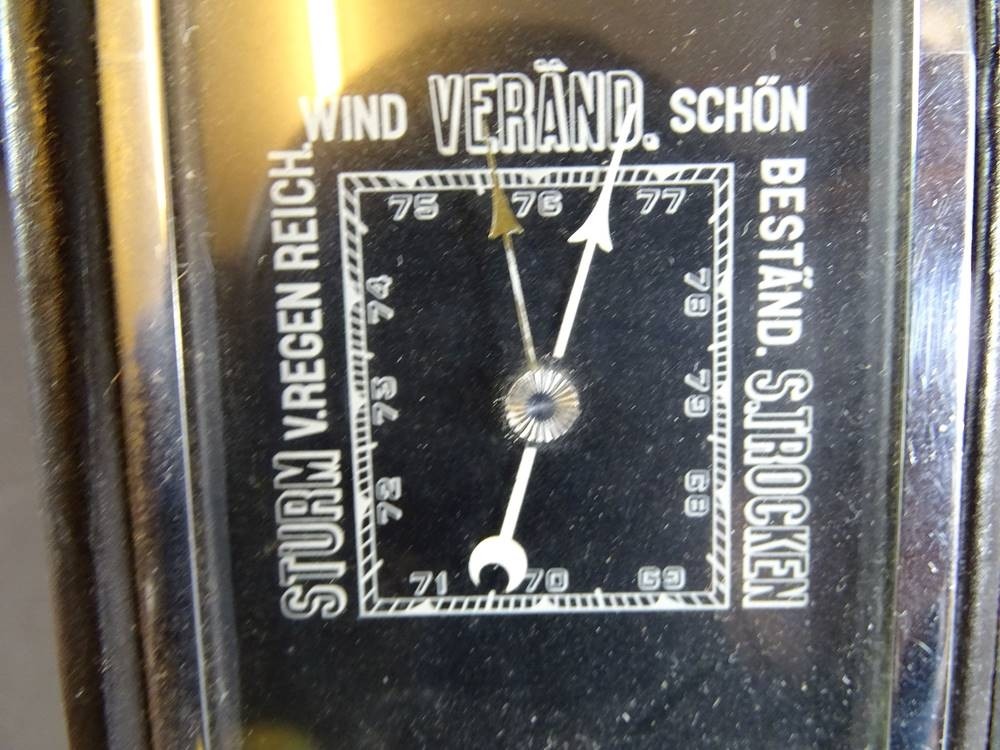 STURM V.REGEN REICH.
WIND VERÄND. SCHÖN
BESTÄND. S.TROCKEN
75 76 77
74 78
73 79
72 68
71 70 69